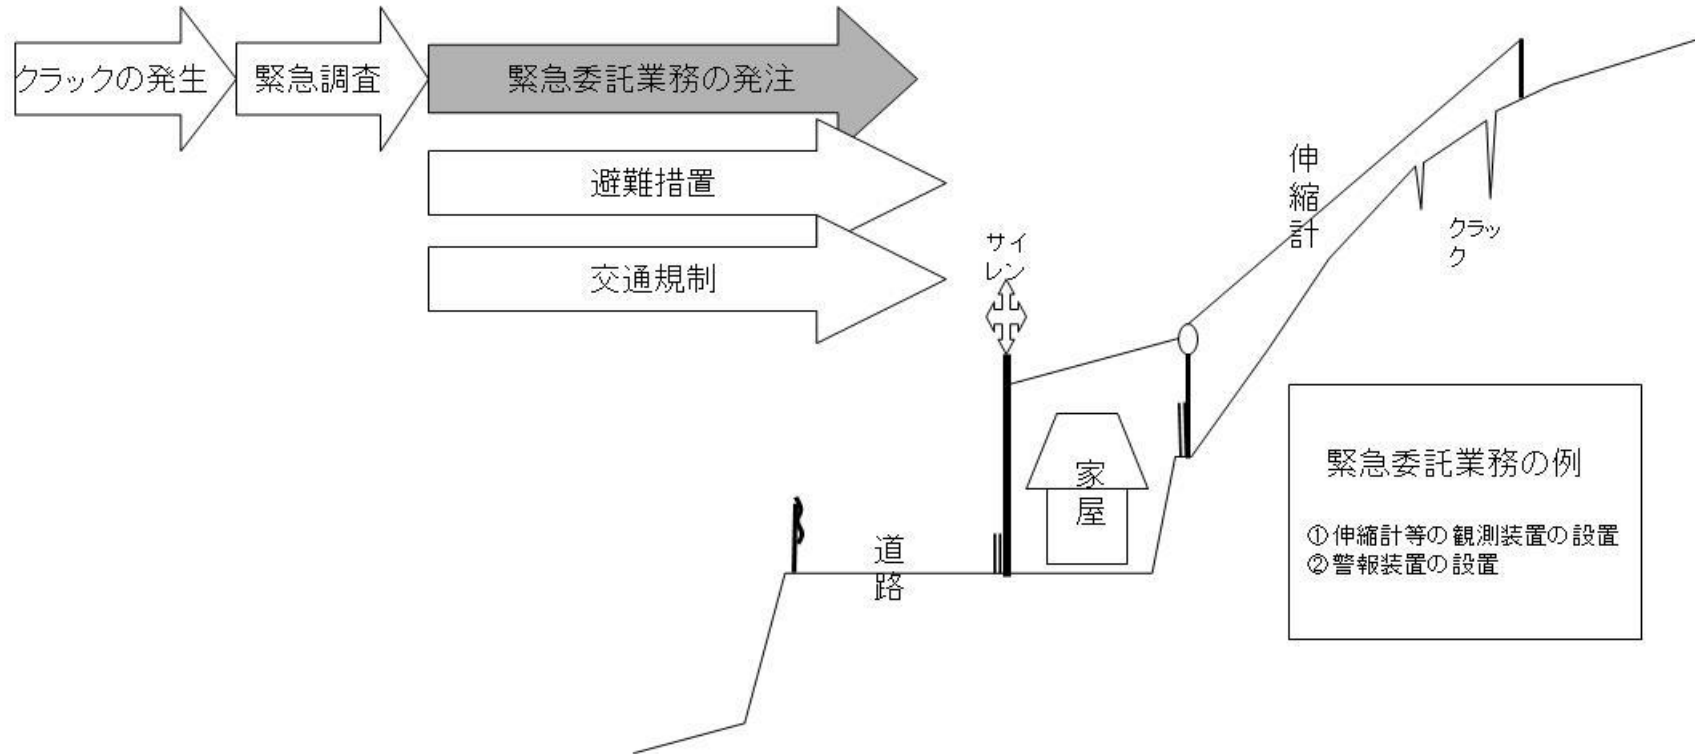 クラックの発生
緊急調査
緊急委託業務の発注
避難措置
交通規制
サイ
レン
伸
縮
計
クラッ
ク
家
屋
道
路
緊急委託業務の例
①伸縮計等の観測装置の設置
②警報装置の設置